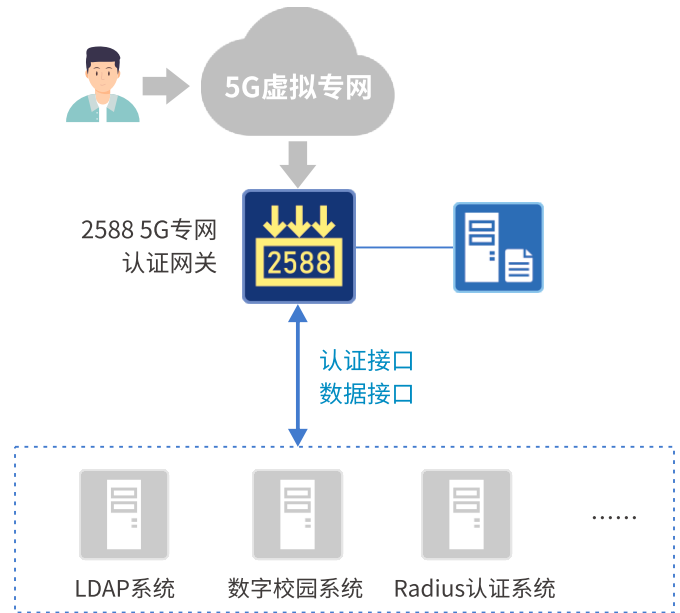 5G虚拟专网
2588 5G专网
认证网关
2588
认证接口
数据接口
LDAP系统
数字校园系统
Radius认证系统
……